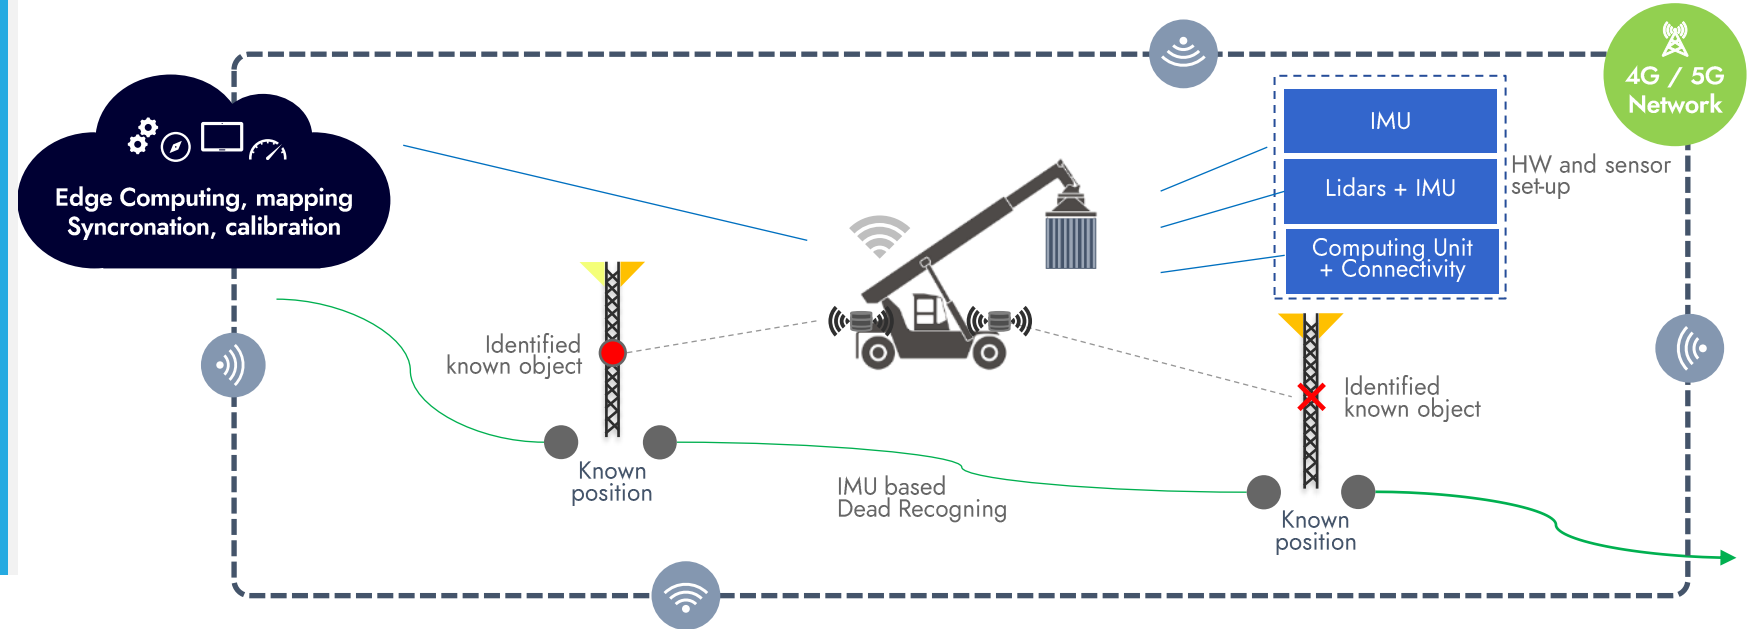 4G / 5G
Network
Edge Computing, mapping
Syncronation, calibration
IMU
Lidars + IMU
Computing Unit
+ Connectivity
HW and sensor
set-up
Identified
known object
Known
position
IMU based
Dead Recogning
Identified
known object
Known
position